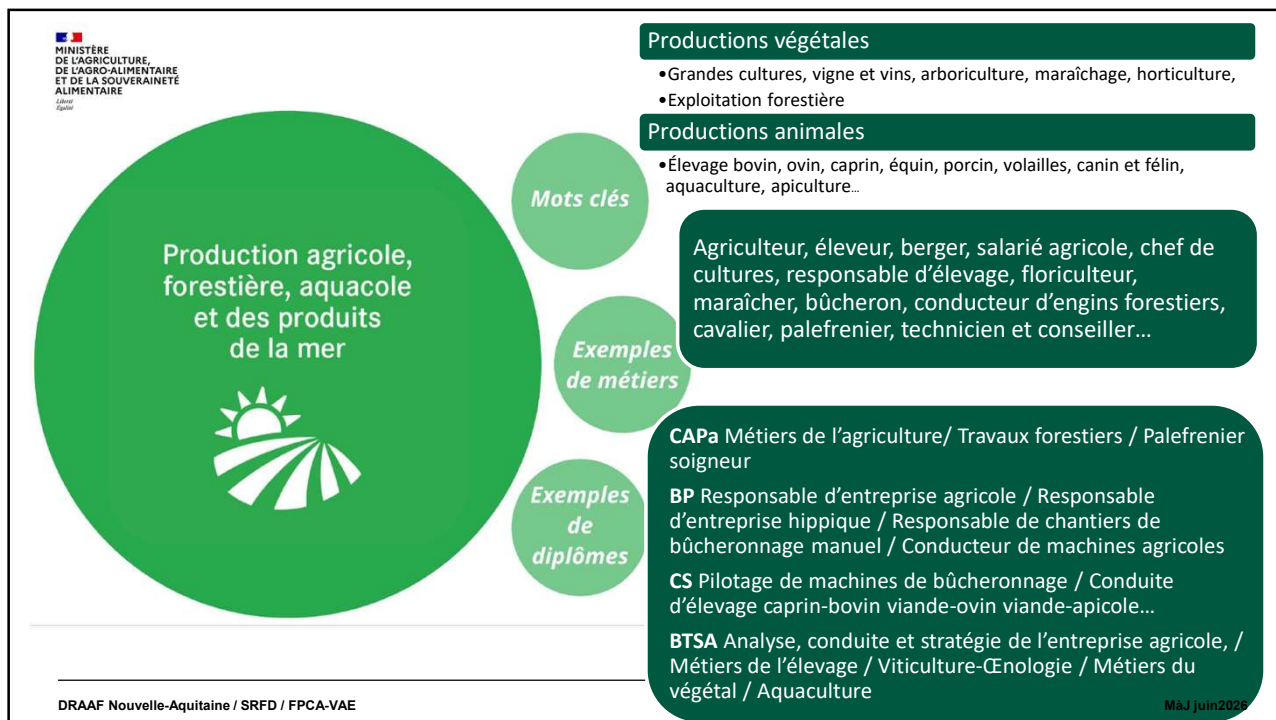 MINISTÈRE
DE L'AGRICULTURE,
DE L'AGRO-ALIMENTAIRE
ET DE LA SOUVERAINETÉ
ALIMENTAIRE
Liberté
Égalité
Production agricole,
forestière, aquacole
et des produits
de la mer
Mots clés
Productions végétales
•Grandes cultures, vigne et vins, arboriculture, maraîchage, horticulture,
•Exploitation forestière
Productions animales
•Élevage bovin, ovin, caprin, équin, porcin, volailles, canin et félin,
aquaculture, apiculture…
Exemples
de métiers
Agriculteur, éleveur, berger, salarié agricole, chef de
cultures, responsable d'élevage, floriculteur,
maraîcher, bûcheron, conducteur d'engins forestiers,
cavalier, palefrenier, technicien et conseiller…
Exemples
de
diplômes
CAPa Métiers de l'agriculture/ Travaux forestiers / Palefrenier
soigneur
BP Responsable d'entreprise agricole / Responsable
d'entreprise hippique / Responsable de chantiers de
bûcheronnage manuel / Conducteur de machines agricoles
CS Pilotage de machines de bûcheronnage / Conduite
d'élevage caprin-bovin viande-ovin viande-apicole…
BTSA Analyse, conduite et stratégie de l'entreprise agricole, /
Métiers de l'élevage / Viticulture-Œnologie / Métiers du
végétal / Aquaculture
DRAAF Nouvelle-Aquitaine / SRFD / FPCA-VAE
MàJ juin2026